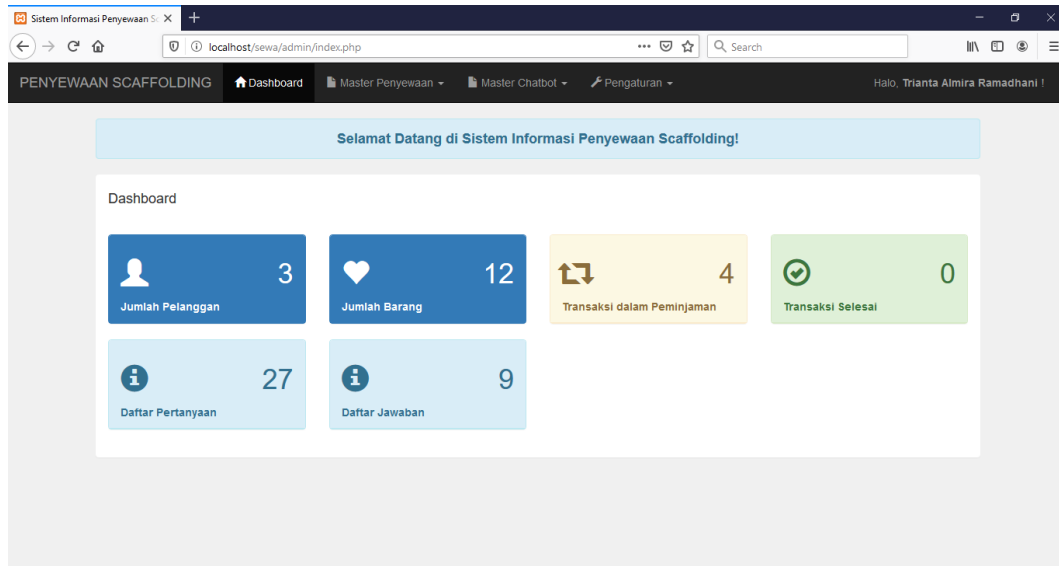 Sistem Informasi Penyewaan Sc
localhost/sewa/admin/index.php
Search
PENYEWAAN SCAFFOLDING
Dashboard
Master Penyewaan
Master Chatbot
Pengaturan
Halo, Trianta Almira Ramadhani !
Selamat Datang di Sistem Informasi Penyewaan Scaffolding!
Dashboard
3
Jumlah Pelanggan
12
Jumlah Barang
4
Transaksi dalam Peminjaman
0
Transaksi Selesai
27
Daftar Pertanyaan
9
Daftar Jawaban